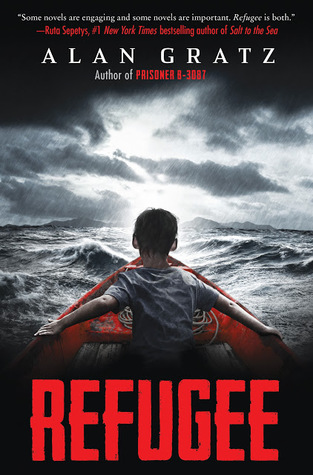 “Some novels are engaging and some novels are important. Refugee is both.”
—Ruta Sepetys, #1 New York Times bestselling author of Salt to the Sea
ALAN GRATZ
Author of PRISONER B-3087
REFUGEE